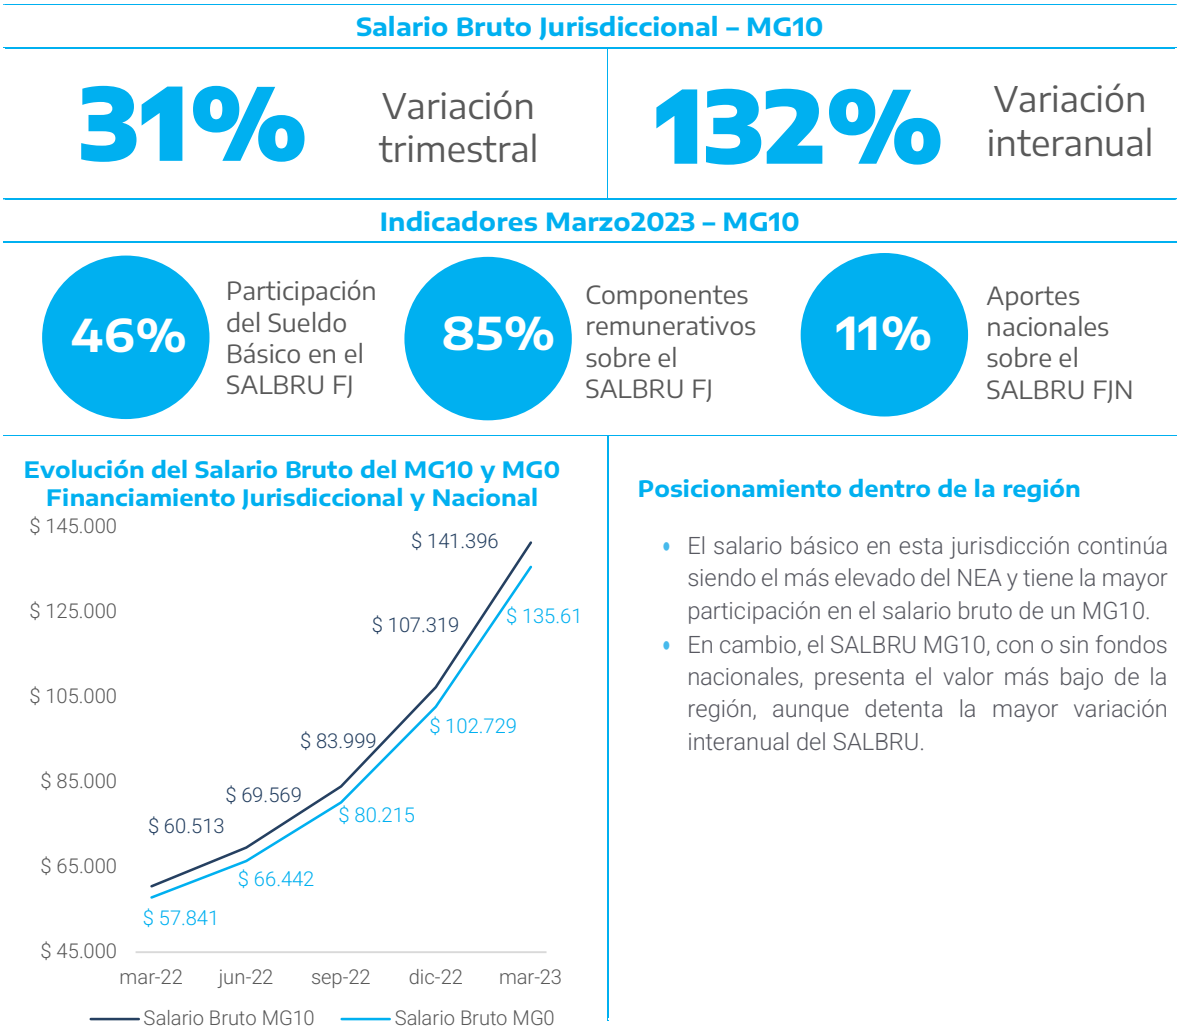 Salario Bruto Jurisdiccional – MG10
31%
Variación
trimestral
132%
Variación
interanual
Indicadores Marzo2023 – MG10
46%
Participación
del Sueldo
Básico en el
SALBRU FJ
85%
Componentes
remunerativos
sobre el
SALBRU FJ
11%
Aportes
nacionales
sobre el
SALBRU FJN
Evolución del Salario Bruto del MG10 y MG0
Financiamiento Jurisdiccional y Nacional
$ 145.000
$ 125.000
$ 105.000
$ 85.000
$ 65.000
$ 45.000
$ 60.513
$ 69.569
$ 83.999
$ 107.319
$ 141.396
$ 57.841
$ 66.442
$ 80.215
$ 102.729
$ 135.61
mar-22 jun-22 sep-22 dic-22 mar-23
Salario Bruto MG10 Salario Bruto MG0
Posicionamiento dentro de la región
• El salario básico en esta jurisdicción continúa
siendo el más elevado del NEA y tiene la mayor
participación en el salario bruto de un MG10.
• En cambio, el SALBRU MG10, con o sin fondos
nacionales, presenta el valor más bajo de la
región, aunque detenta la mayor variación
interanual del SALBRU.